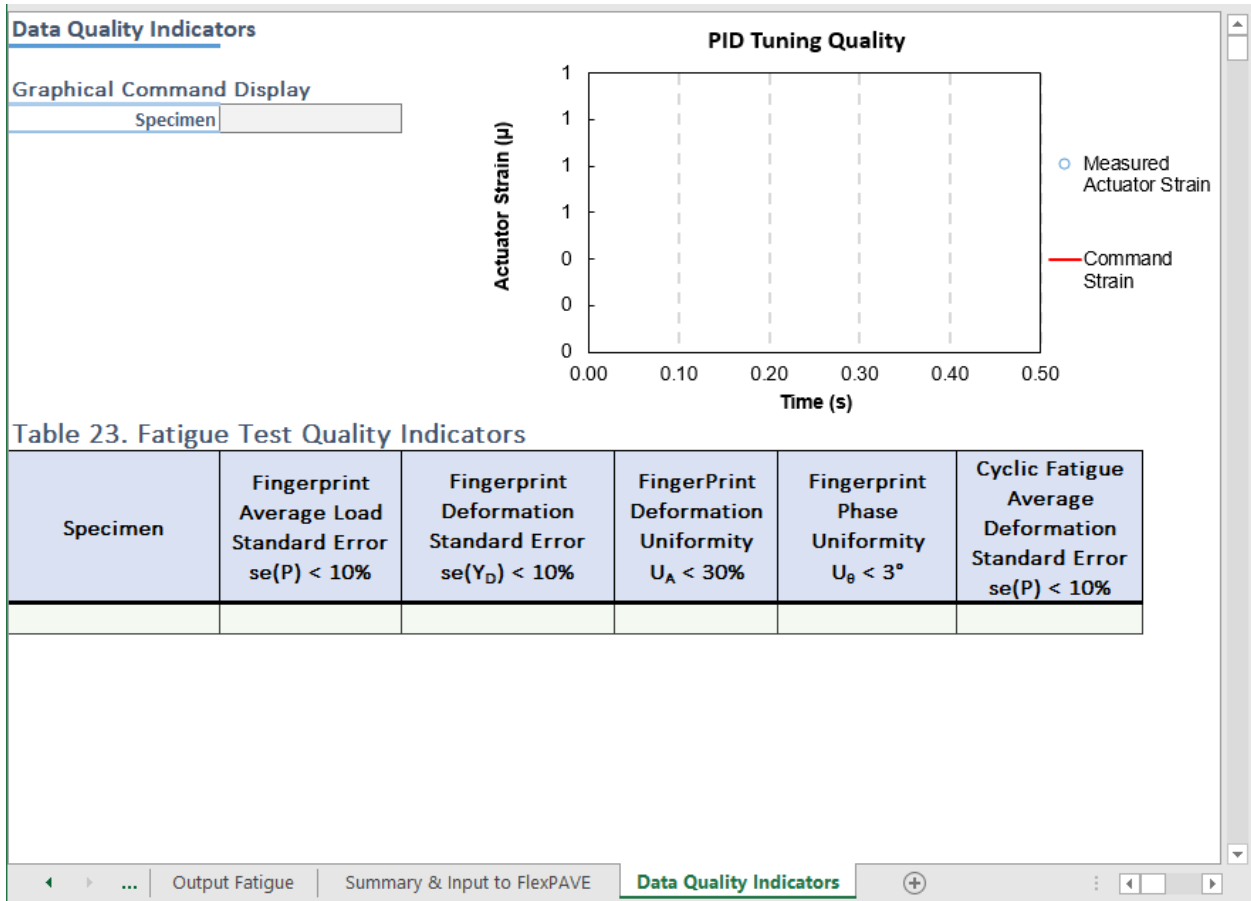 Data Quality Indicators
Graphical Command Display
Specimen
PID Tuning Quality
Actuator Strain (μ)
1
1
1
1
0
0
0
0.00 0.10 0.20 0.30 0.40 0.50
Time (s)
Measured
Actuator Strain
Command
Strain
Table 23. Fatigue Test Quality Indicators
Specimen
Fingerprint
Average Load
Standard Error
se(P) < 10%
Fingerprint
Deformation
Standard Error
se(Y_D) < 10%
FingerPrint
Deformation
Uniformity
U_A < 30%
Fingerprint
Phase
Uniformity
U_θ < 3°
Cyclic Fatigue
Average
Deformation
Standard Error
se(P) < 10%
... Output Fatigue Summary & Input to FlexPAVE Data Quality Indicators